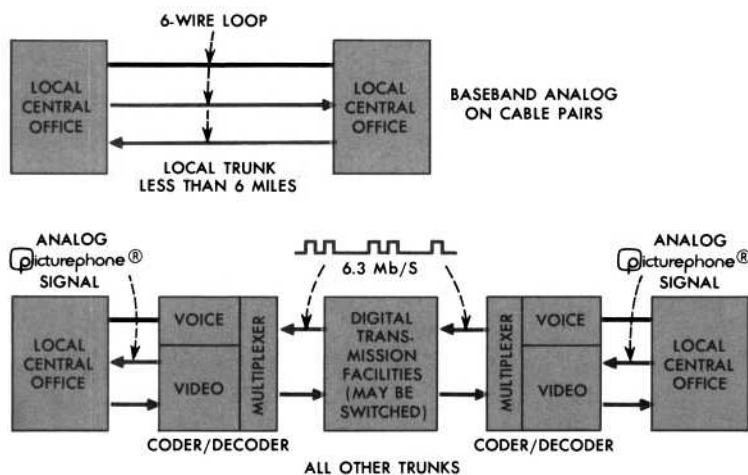 6-WIRE LOOP
LOCAL
CENTRAL
OFFICE
LOCAL
CENTRAL
OFFICE
BASEBAND ANALOG
ON CABLE PAIRS
LOCAL TRUNK
LESS THAN 6 MILES
ANALOG
picturephone®
SIGNAL
6.3 Mb/S
ANALOG
picturephone®
SIGNAL
LOCAL
CENTRAL
OFFICE
VOICE
VIDEO
MULTIPLEXER
DIGITAL
TRANS-
MISSION
FACILITIES
(MAY BE
SWITCHED)
MULTIPLEXER
VOICE
VIDEO
LOCAL
CENTRAL
OFFICE
CODER/DECODER
CODER/DECODER
ALL OTHER TRUNKS